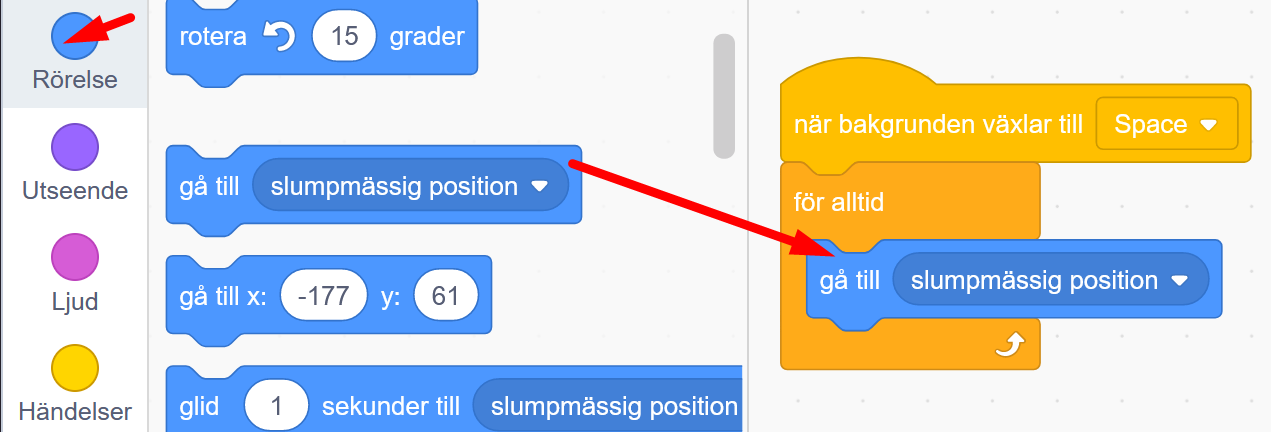 Rörelse
Utseende
Ljud
Händelser
rotera 15 grader
gå till slumpmässig position
gå till x: -177 y: 61
glid 1 sekunder till slumpmässig position
när bakgrunden växlar till Space
för alltid
gå till slumpmässig position